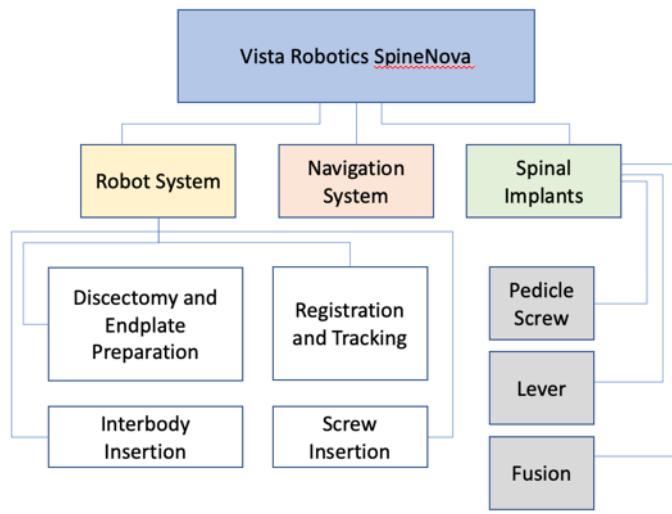 Vista Robotics SpineNova
Robot System
Navigation
System
Spinal
Implants
Discectomy and
Endplate
Preparation
Registration
and Tracking
Pedicle
Screw
Lever
Interbody
Insertion
Screw
Insertion
Fusion